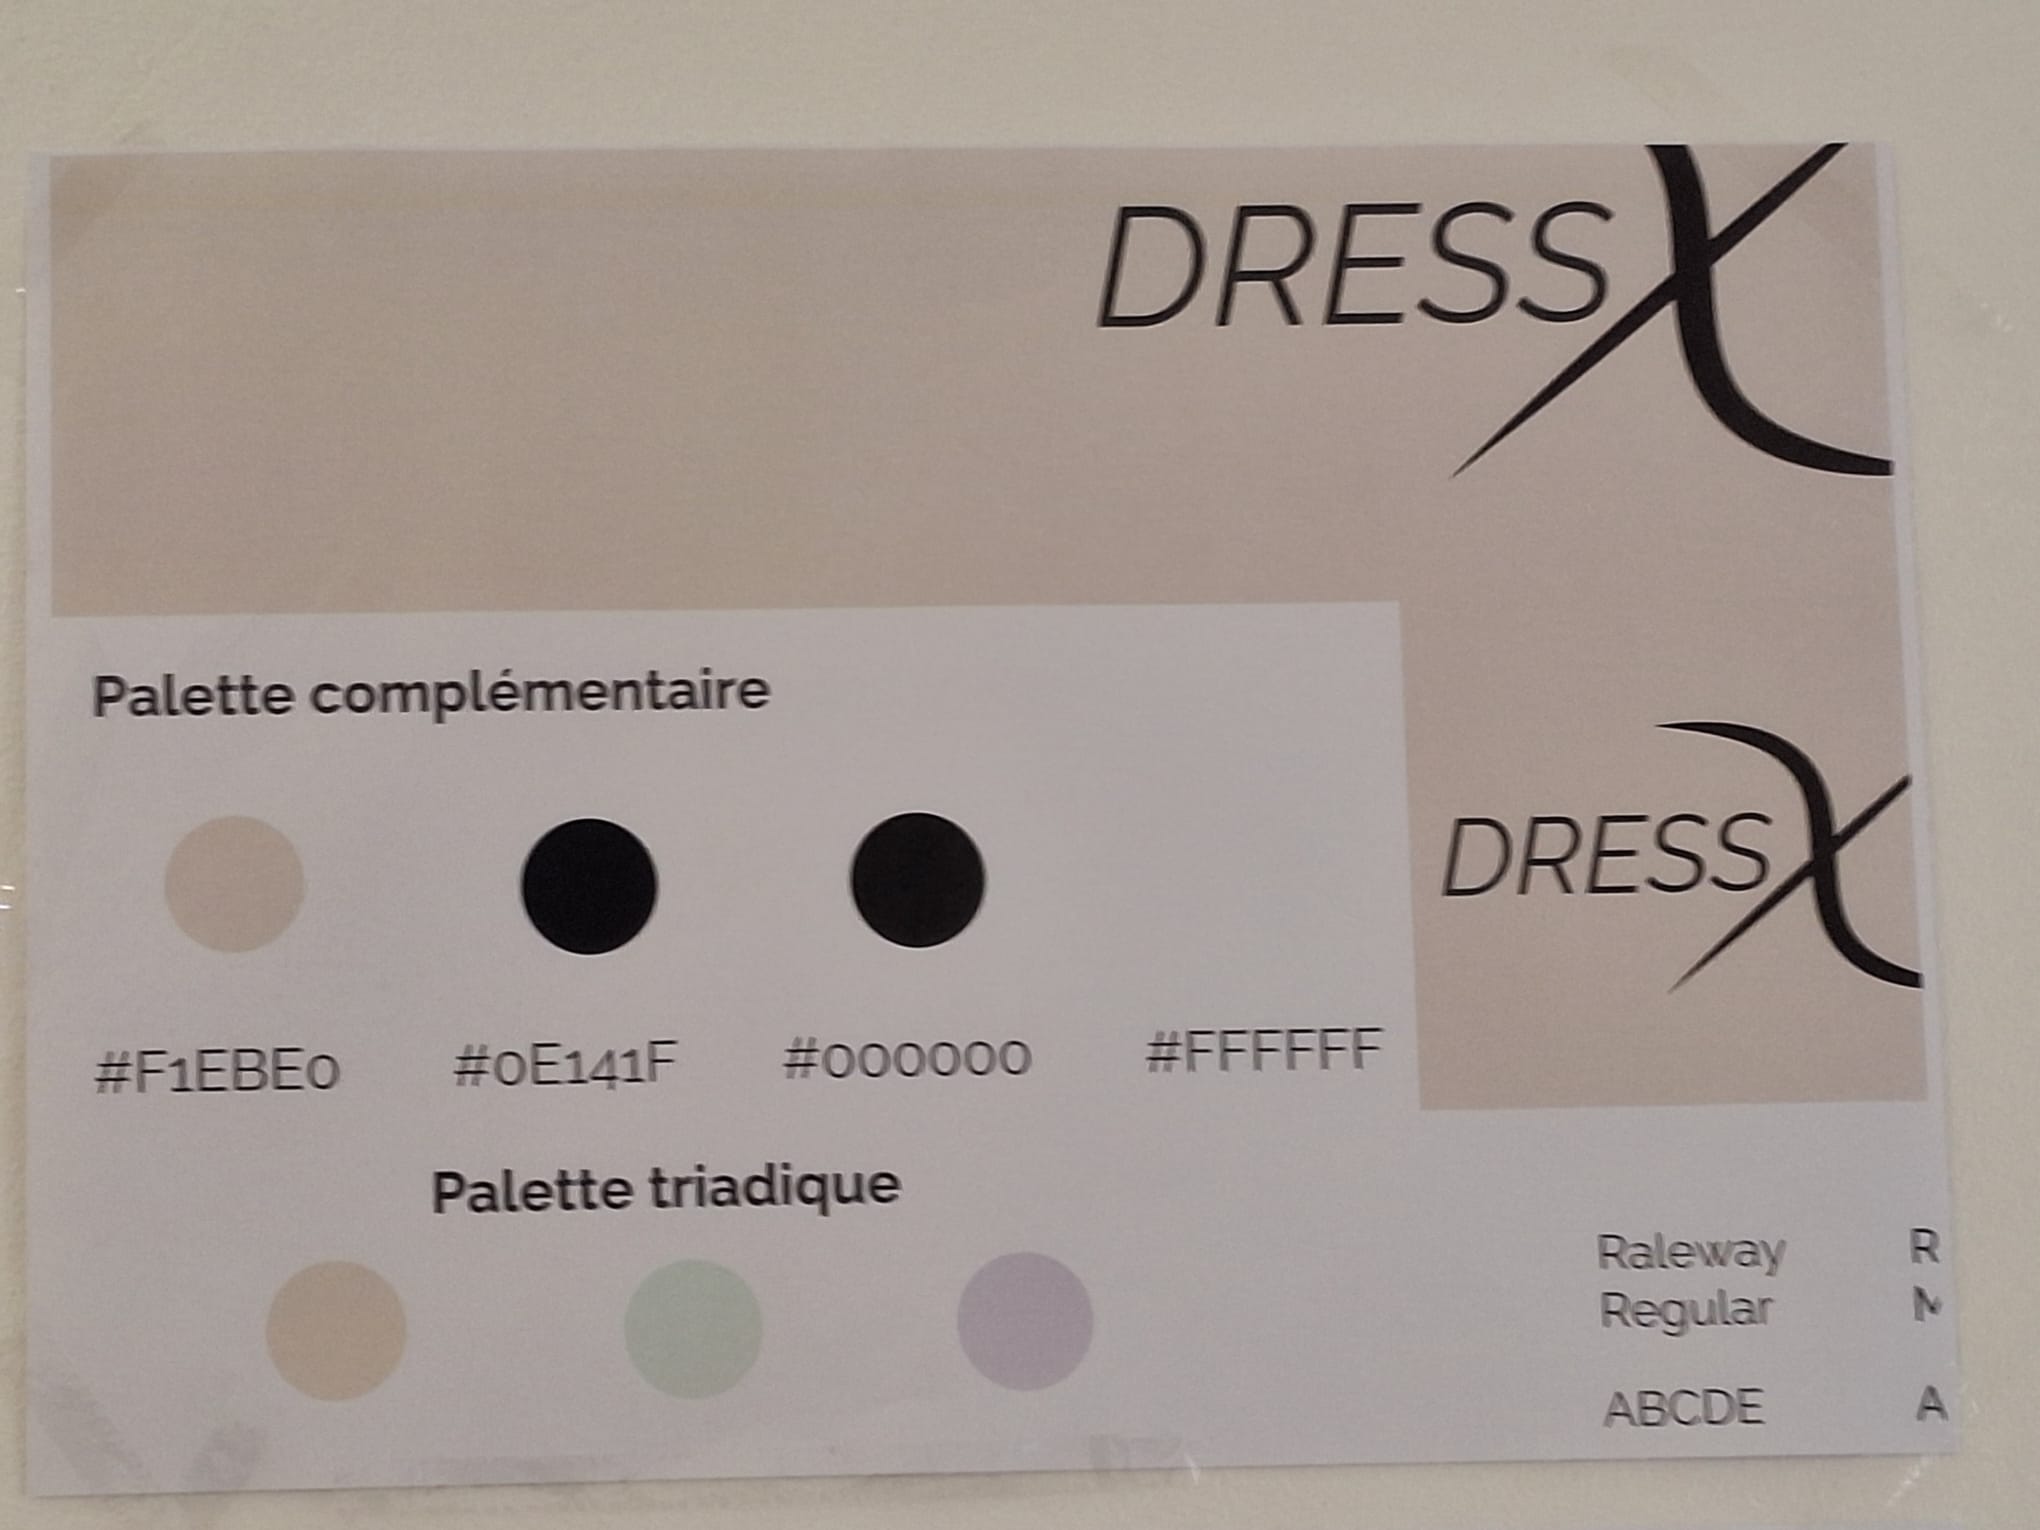 DRESSX
Palette complémentaire
DRESSX
#F1EBE0 #0E141F #000000 #FFFFFF
Palette triadique
Raleway R
Regular M
ABCDE A